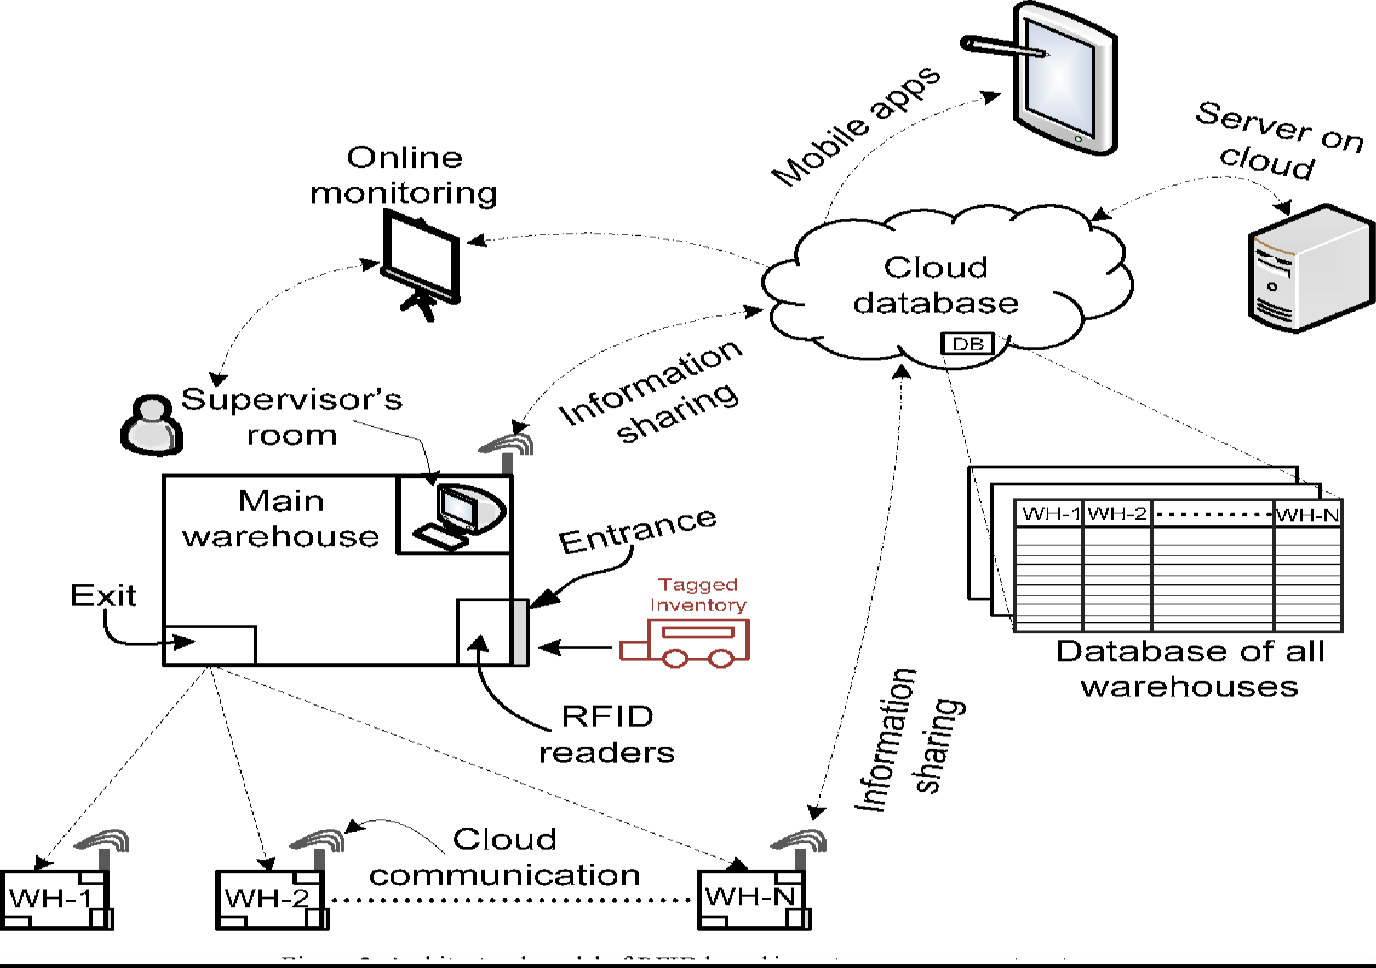 Mobile apps
Server on
cloud
Online
monitoring
Cloud
database
DB
Information
sharing
Supervisor's
room
Main
warehouse
Entrance
WH-1 WH-2 WH-N
Exit
Tagged
Inventory
Database of all
warehouses
RFID
readers
Information
sharing
Cloud
communication
WH-1
WH-2
WH-N